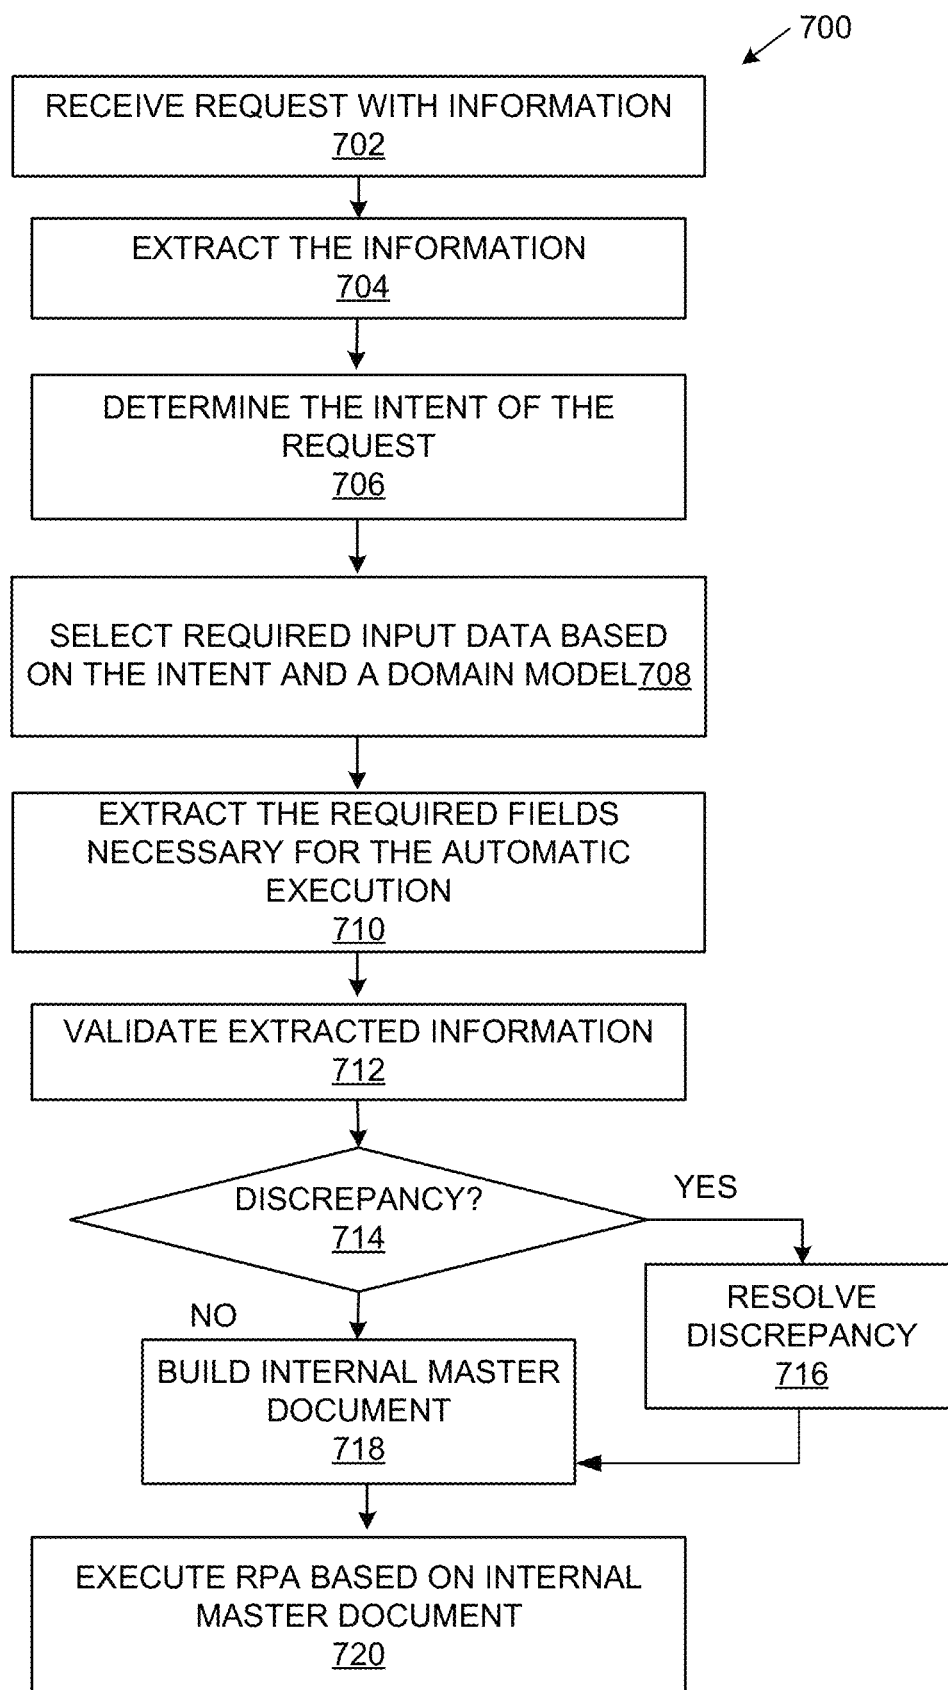 700
RECEIVE REQUEST WITH INFORMATION
702
EXTRACT THE INFORMATION
704
DETERMINE THE INTENT OF THE
REQUEST
706
SELECT REQUIRED INPUT DATA BASED
ON THE INTENT AND A DOMAIN MODEL708
EXTRACT THE REQUIRED FIELDS
NECESSARY FOR THE AUTOMATIC
EXECUTION
710
VALIDATE EXTRACTED INFORMATION
712
DISCREPANCY?
714
YES
RESOLVE
DISCREPANCY
716
NO
BUILD INTERNAL MASTER
DOCUMENT
718
EXECUTE RPA BASED ON INTERNAL
MASTER DOCUMENT
720